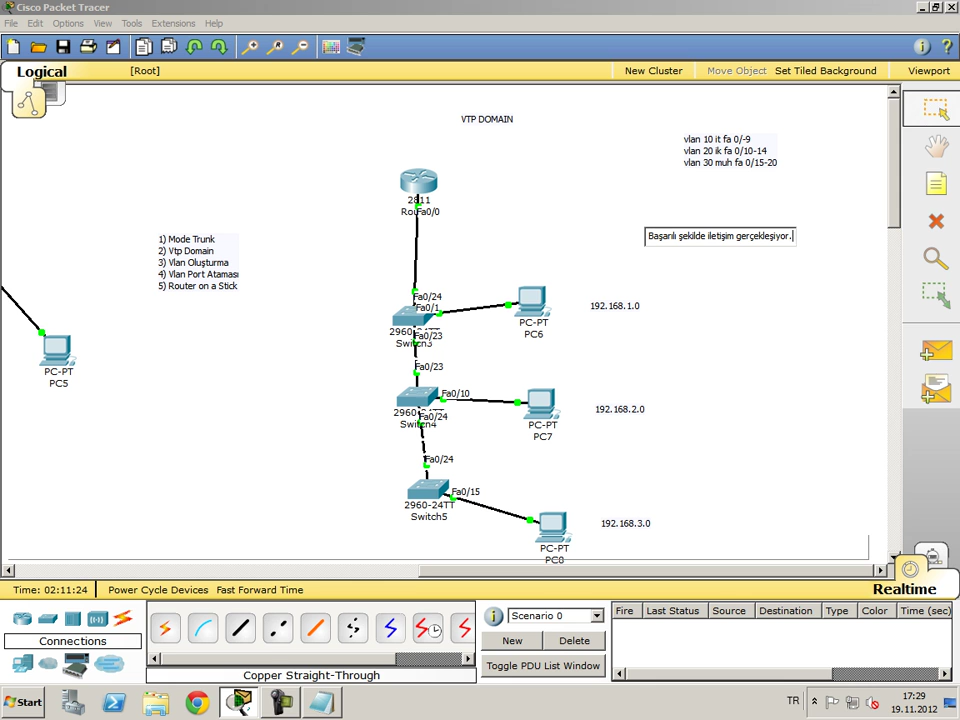 Cisco Packet Tracer
File Edit Options View Tools Extensions Help
Logical [Root] New Cluster Move Object Set Tiled Background Viewport
VTP DOMAIN
vlan 10 it fa 0/-9
vlan 20 ik fa 0/10-14
vlan 30 muh fa 0/15-20
2811
Fa0/0
Başarılı şekilde iletişim gerçekleşiyor.
1) Mode Trunk
2) Vtp Domain
3) Vlan Oluşturma
4) Vlan Port Ataması
5) Router on a Stick
Fa0/24
Fa0/1
Switch3
Fa0/23
PC-PT
PC6
192.168.1.0
PC-PT
PC5
Fa0/23
Fa0/10
Switch4
Fa0/24
PC-PT
PC7
192.168.2.0
Fa0/24
Fa0/15
2960-24TT
Switch5
PC-PT
PC8
192.168.3.0
Time: 02:11:24 Power Cycle Devices Fast Forward Time Realtime
Connections
Copper Straight-Through
Scenario 0
New Delete
Toggle PDU List Window
Fire Last Status Source Destination Type Color Time (sec)
Start
TR
17:29
19.11.2012